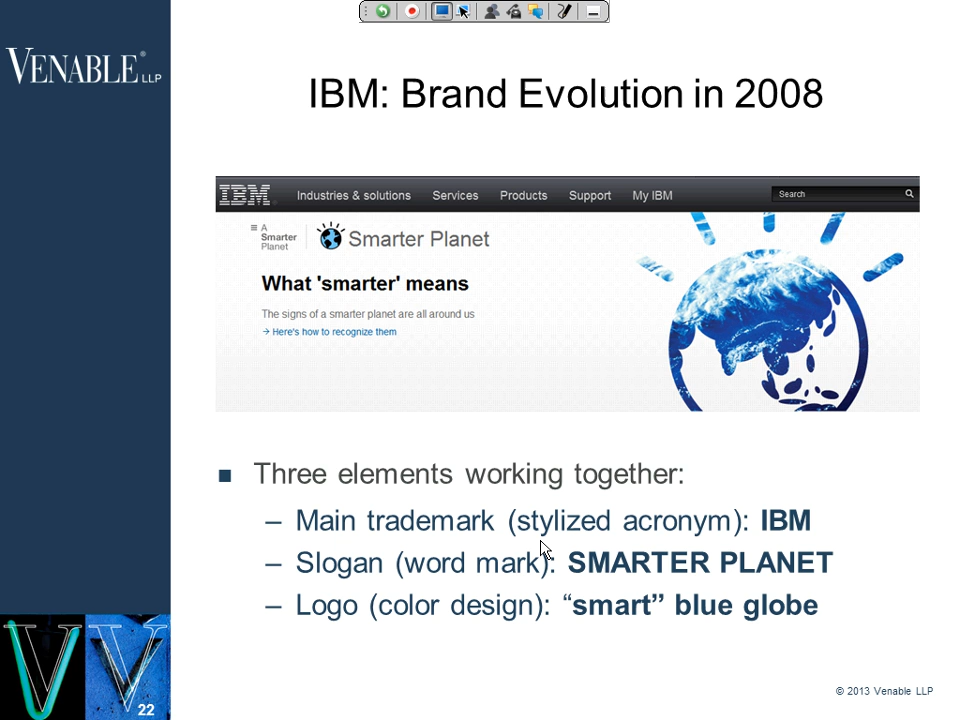 VENABLE® LLP
IBM: Brand Evolution in 2008
IBM® Industries & solutions Services Products Support My IBM Search
A
Smarter
Planet
Smarter Planet
What 'smarter' means
The signs of a smarter planet are all around us
→ Here's how to recognize them
■ Three elements working together:
– Main trademark (stylized acronym): IBM
– Slogan (word mark): SMARTER PLANET
– Logo (color design): “smart” blue globe
22
© 2013 Venable LLP